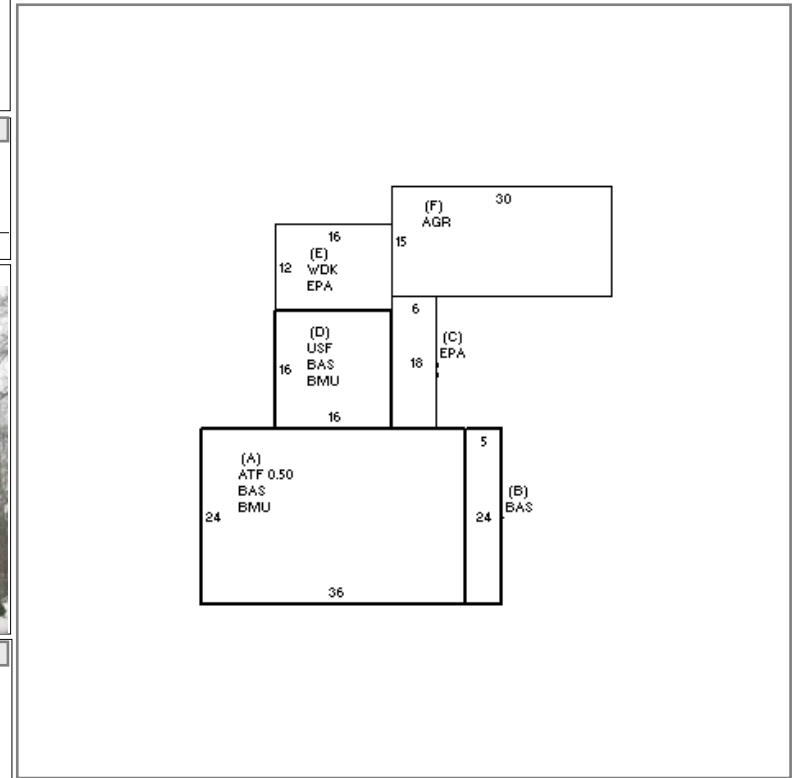 30
(F)
AGR
15
16
(E)
12
WDK
EPA
6
(C)
EPA
18
(D)
USF
16
BAS
BMU
16
5
(A)
ATF 0.50
BAS
BMU
24
(B)
BAS
24
36